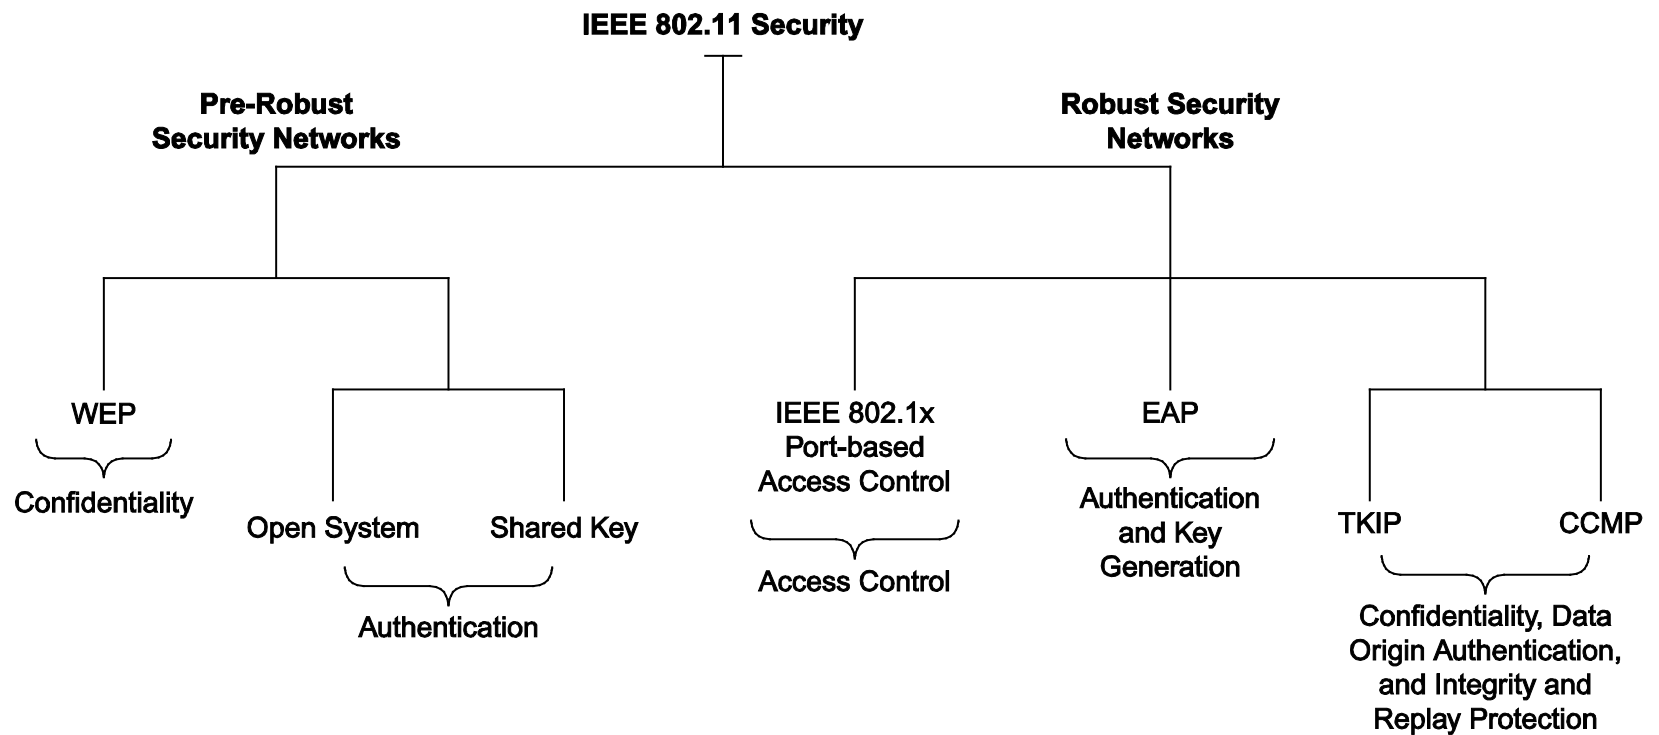 IEEE 802.11 Security
Pre-Robust
Security Networks
Robust Security
Networks
WEP
Confidentiality
Open System
Shared Key
Authentication
IEEE 802.1x
Port-based
Access Control
Access Control
EAP
Authentication
and Key
Generation
TKIP
CCMP
Confidentiality, Data
Origin Authentication,
and Integrity and
Replay Protection